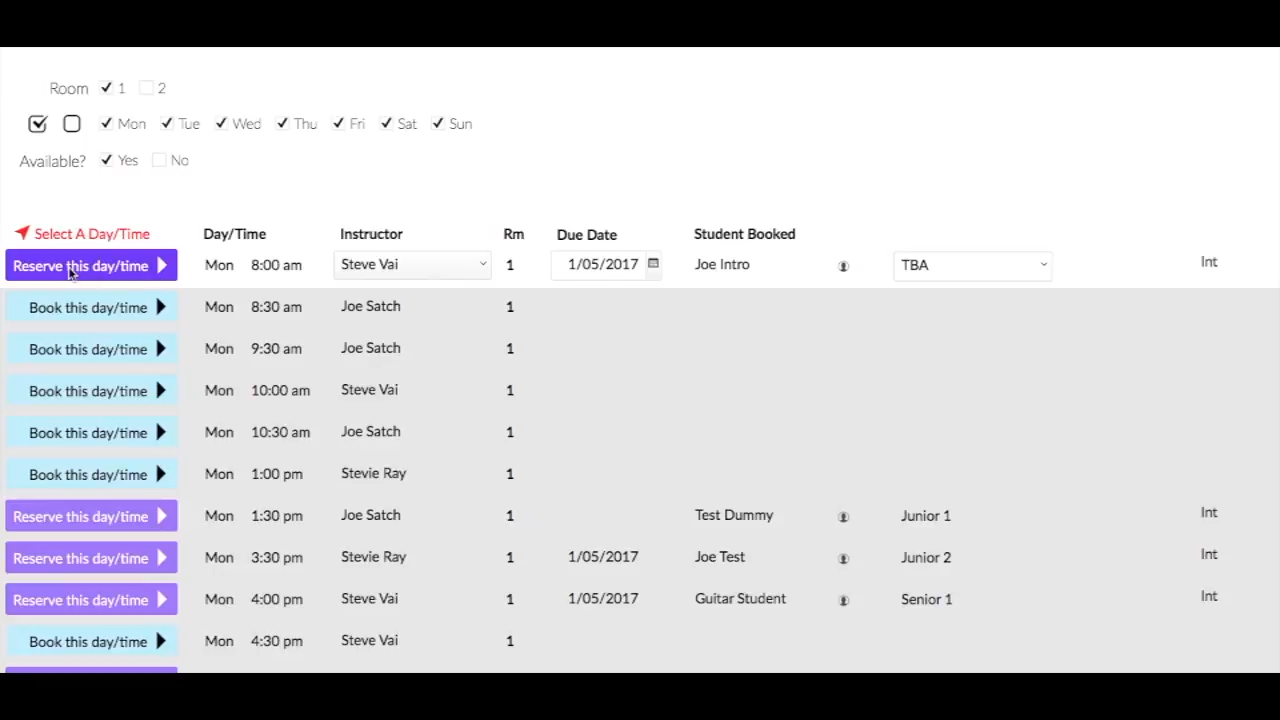 Room 1 2
Mon Tue Wed Thu Fri Sat Sun
Available? Yes No
Select A Day/Time Day/Time Instructor Rm Due Date Student Booked
Reserve this day/time Mon 8:00 am Steve Vai 1 1/05/2017 Joe Intro TBA Int
Book this day/time Mon 8:30 am Joe Satch 1
Book this day/time Mon 9:30 am Joe Satch 1
Book this day/time Mon 10:00 am Steve Vai 1
Book this day/time Mon 10:30 am Joe Satch 1
Book this day/time Mon 1:00 pm Stevie Ray 1
Reserve this day/time Mon 1:30 pm Joe Satch 1 Test Dummy Junior 1 Int
Reserve this day/time Mon 3:30 pm Stevie Ray 1 1/05/2017 Joe Test Junior 2 Int
Reserve this day/time Mon 4:00 pm Steve Vai 1 1/05/2017 Guitar Student Senior 1 Int
Book this day/time Mon 4:30 pm Steve Vai 1